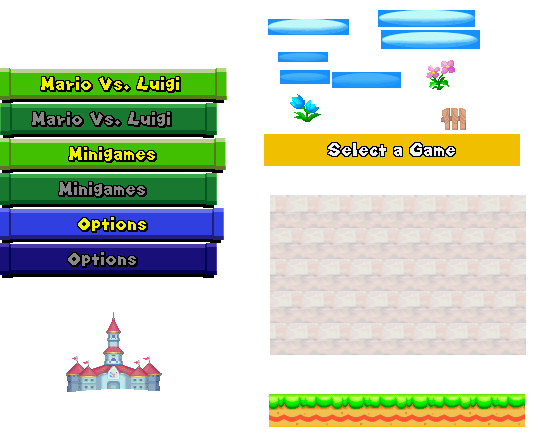 Mario Vs. Luigi
Mario Vs. Luigi
Minigames
Minigames
Options
Options
Select a Game